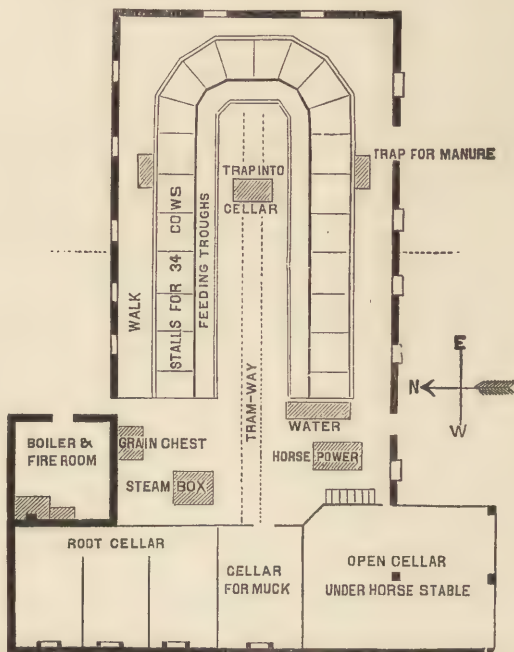 TRAP FOR MANURE
TRAP INTO
CELLAR
STALLS FOR 34 COWS
FEEDING TROUGHS
WALK
TRAM-WAY
E
N
W
WATER
BOILER &
FIRE ROOM
GRAIN CHEST
HORSE POWER
STEAM BOX
ROOT CELLAR
CELLAR
FOR MUCK
OPEN CELLAR
UNDER HORSE STABLE